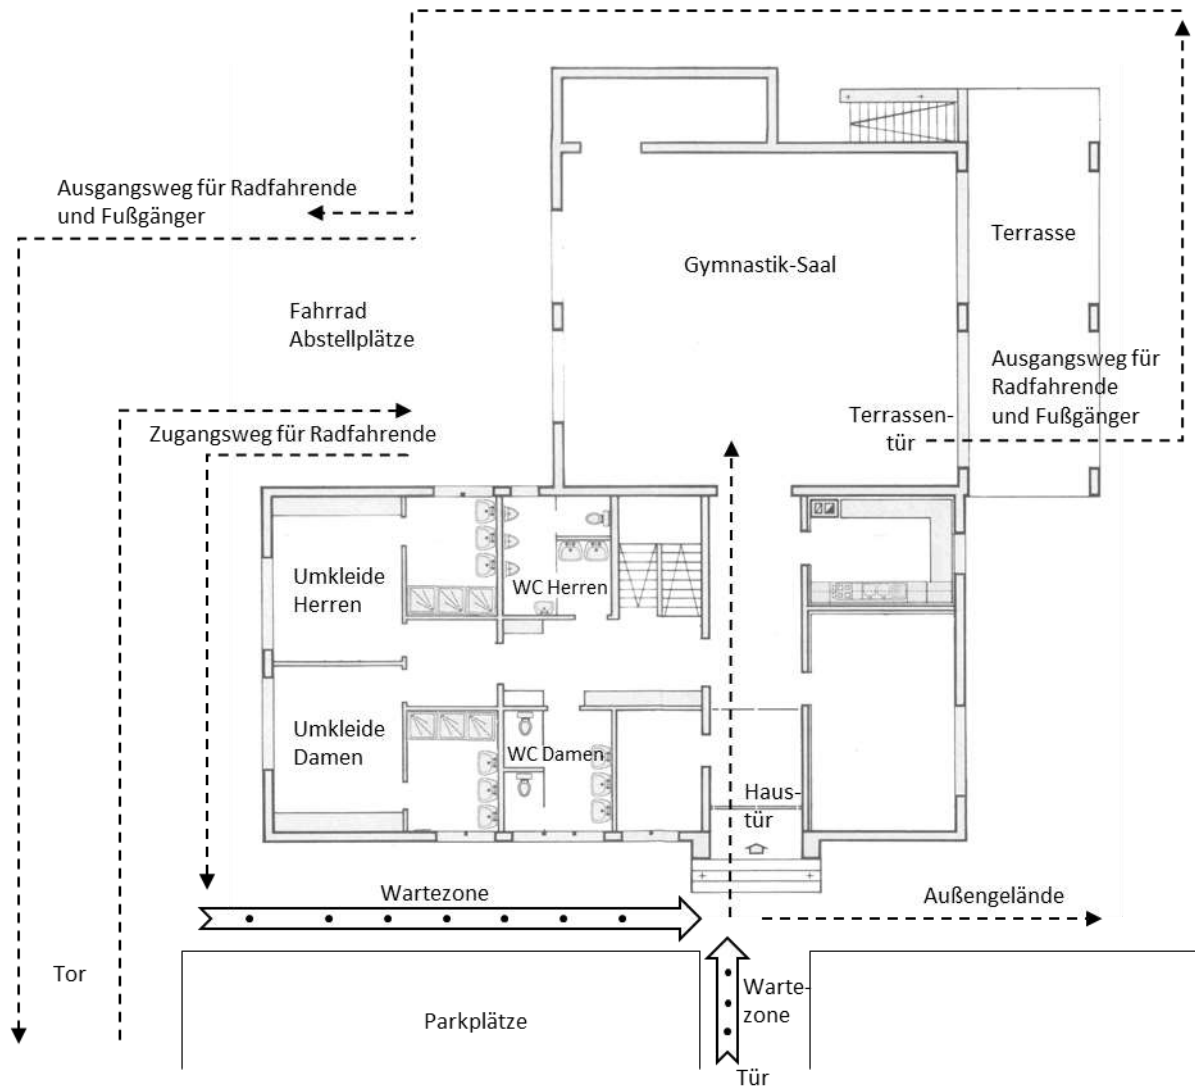 Ausgangsweg für Radfahrende
und Fußgänger
Terrasse
Gymnastik-Saal
Fahrrad
Abstellplätze
Ausgangsweg für
Radfahrende
und Fußgänger
Terrassen-
tür
Zugangsweg für Radfahrende
Umkleide
Herren
WC Herren
Umkleide
Damen
WC Damen
Haus-
tür
Wartezone
Außengelände
Tor
Parkplätze
Warte-
zone
Tür